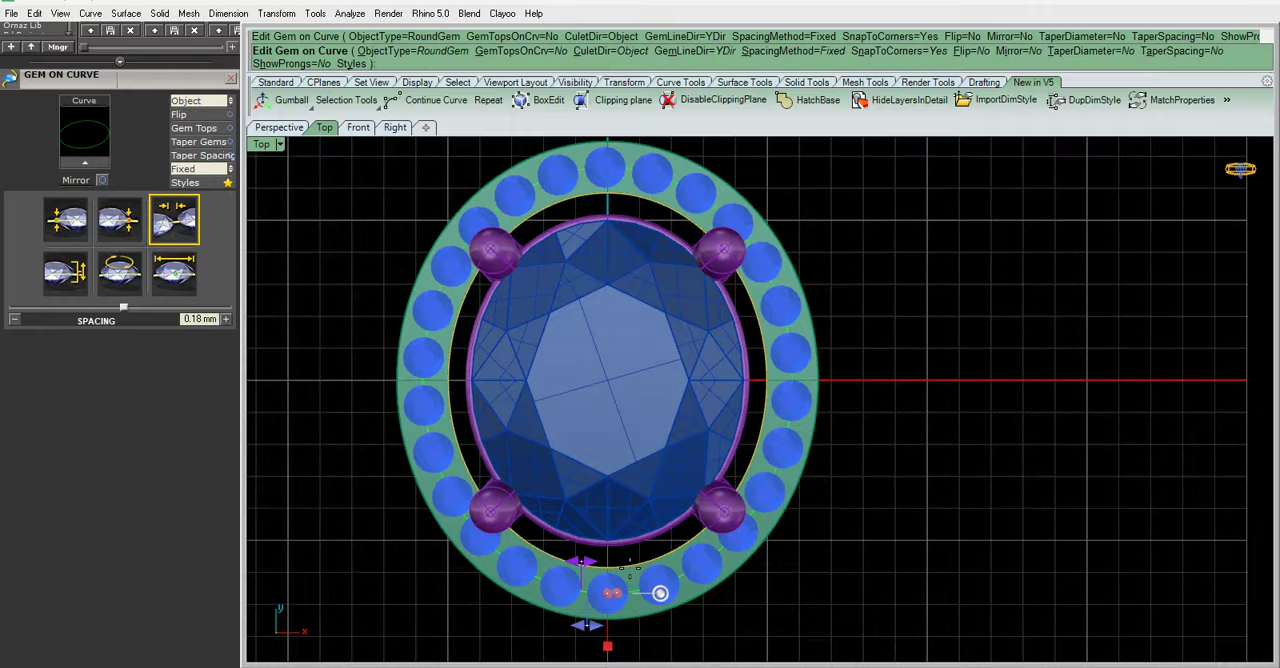 File Edit View Curve Surface Solid Mesh Dimension Transform Tools Analyze Render Rhino 5.0 Blend Clayoo Help
Ornaz Lib
Mngr
GEM ON CURVE
Curve
Object
Flip
Gem Tops
Taper Gems
Taper Spacing
Mirror
Fixed
Styles
SPACING
0.18 mm
Edit Gem on Curve ( ObjectType=RoundGem GemTopsOnCrv=No CuletDir=Object GemLineDir=YDir SpacingMethod=Fixed SnapToCorners=Yes Flip=No Mirror=No TaperDiameter=No TaperSpacing=No ShowPro
Edit Gem on Curve ( ObjectType=RoundGem GemTopsOnCrv=No CuletDir=Object GemLineDir=YDir SpacingMethod=Fixed SnapToCorners=Yes Flip=No Mirror=No TaperDiameter=No TaperSpacing=No
ShowProngs=No Styles ):
Standard CPlanes Set View Display Select Viewport Layout Visibility Transform Curve Tools Surface Tools Solid Tools Mesh Tools Render Tools Drafting New in V5
Gumball Selection Tools Continue Curve Repeat BoxEdit Clipping plane DisableClippingPlane HatchBase HideLayersInDetail ImportDimStyle DupDimStyle MatchProperties »
Perspective Top Front Right
Top
y
x